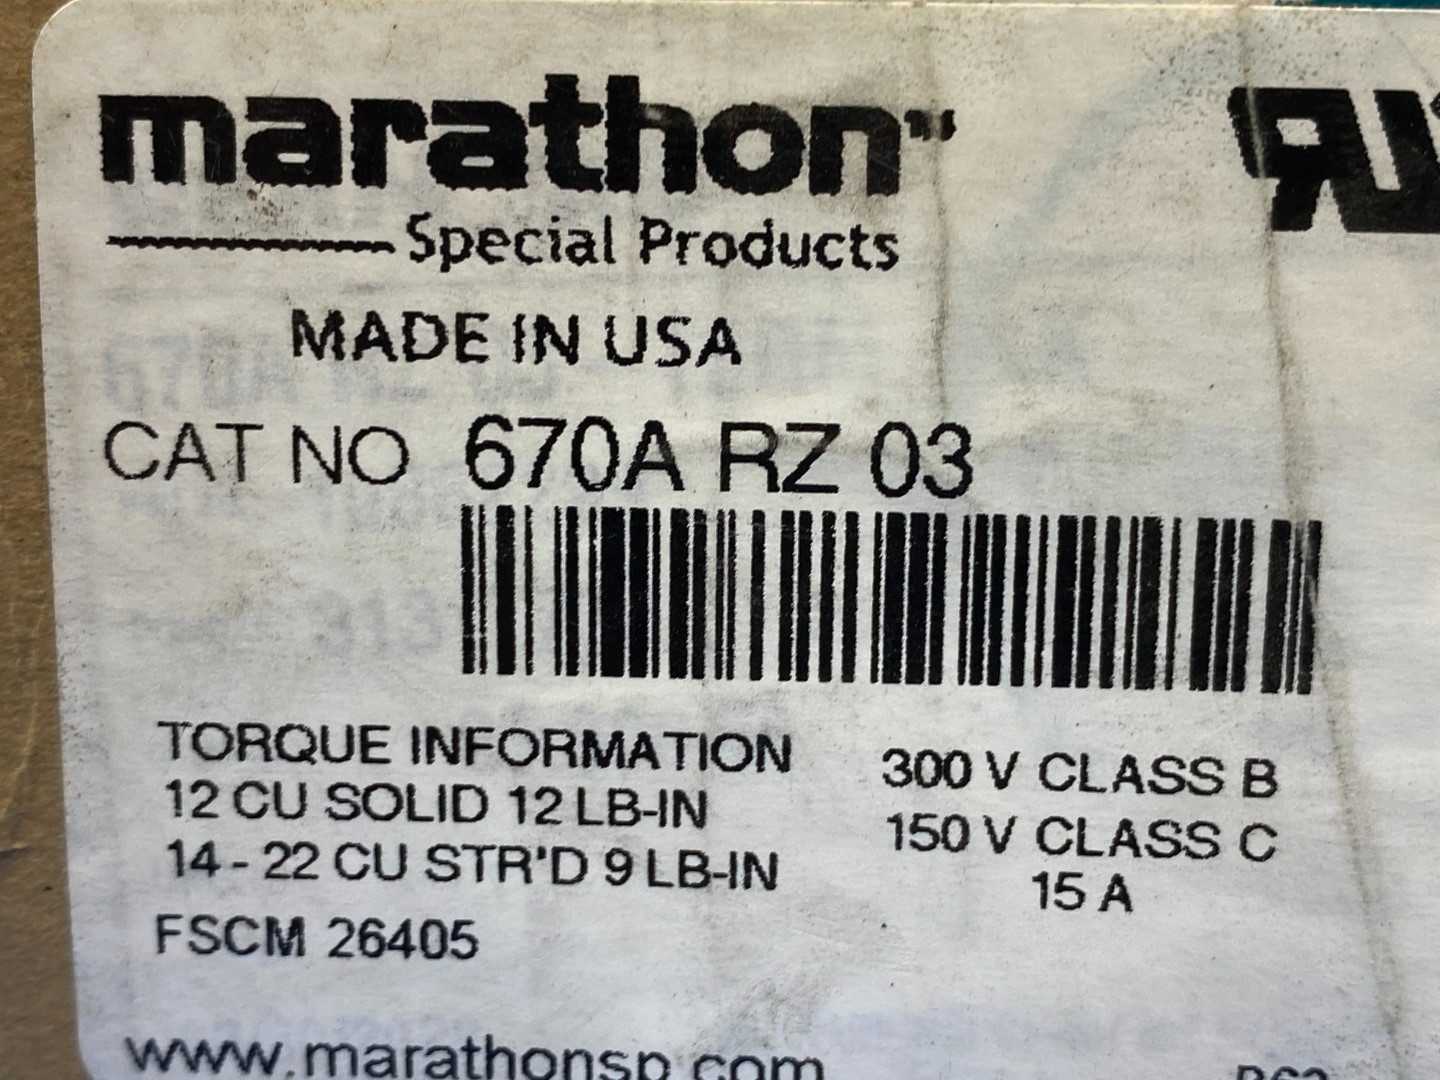 marathon™
Special Products
MADE IN USA
CAT NO 670A RZ 03
TORQUE INFORMATION
12 CU SOLID 12 LB-IN
14 - 22 CU STR'D 9 LB-IN
300 V CLASS B
150 V CLASS C
15 A
FSCM 26405
www.marathonsp.com